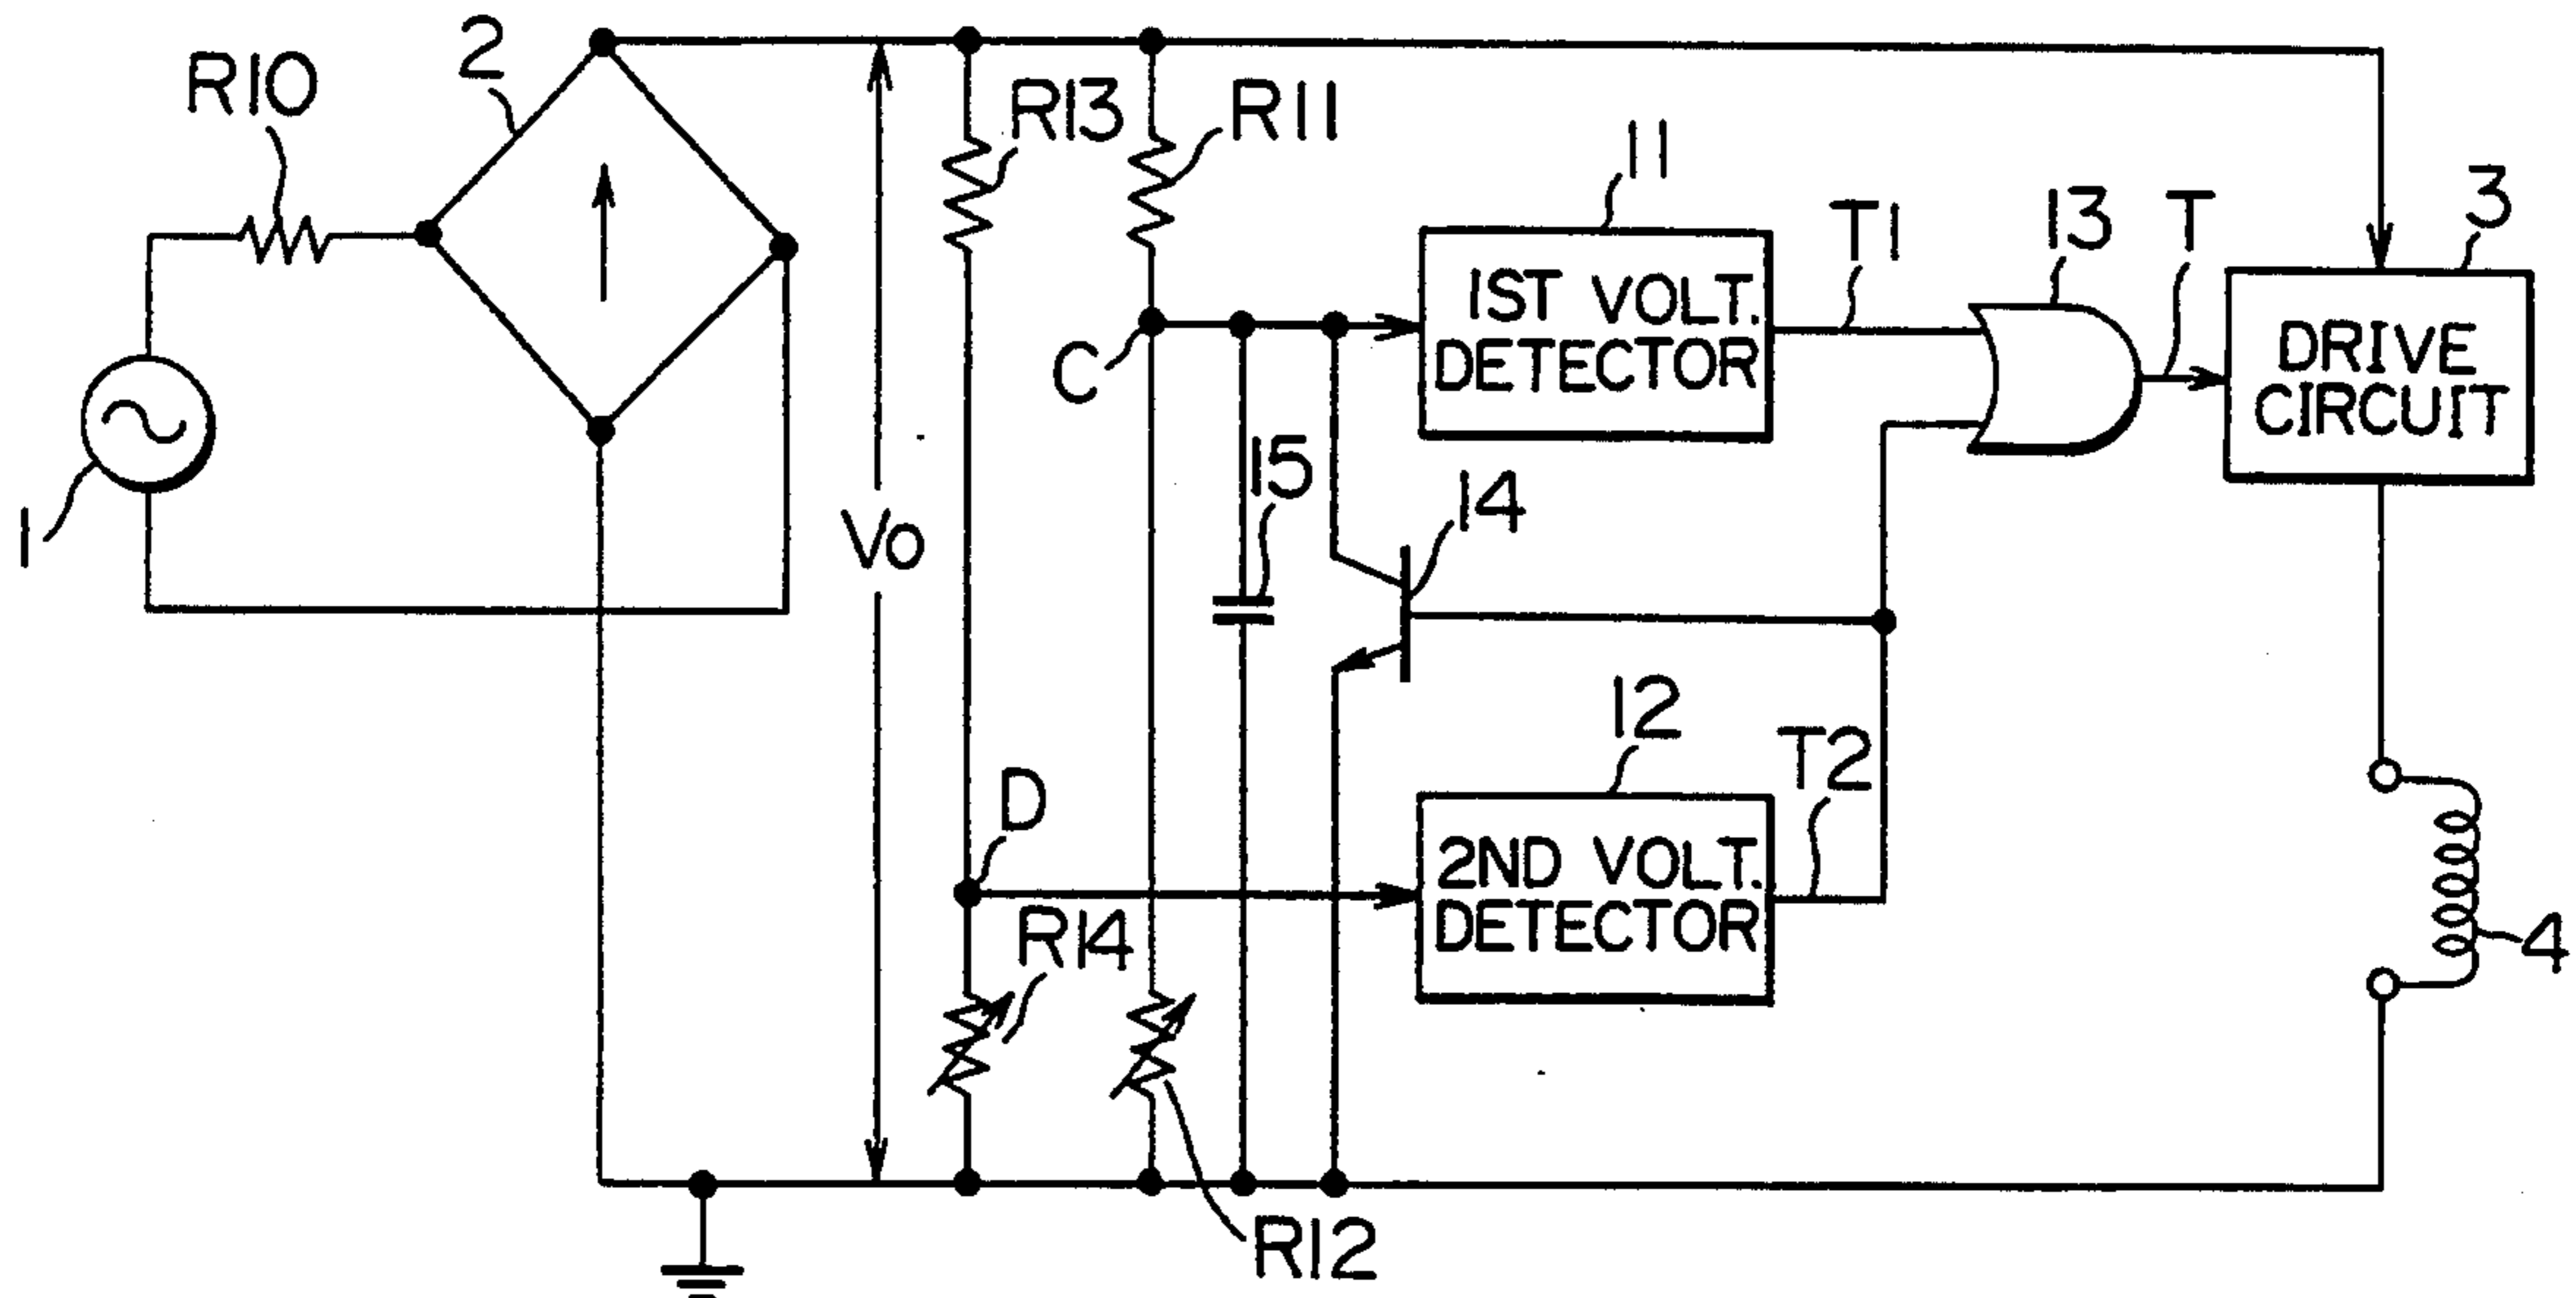 2
R10
R13
R11
11
T1
13
T
3
1ST VOLT.
DETECTOR
DRIVE
CIRCUIT
C
1
Vo
15
14
12
T2
D
2ND VOLT.
DETECTOR
R14
4
R12